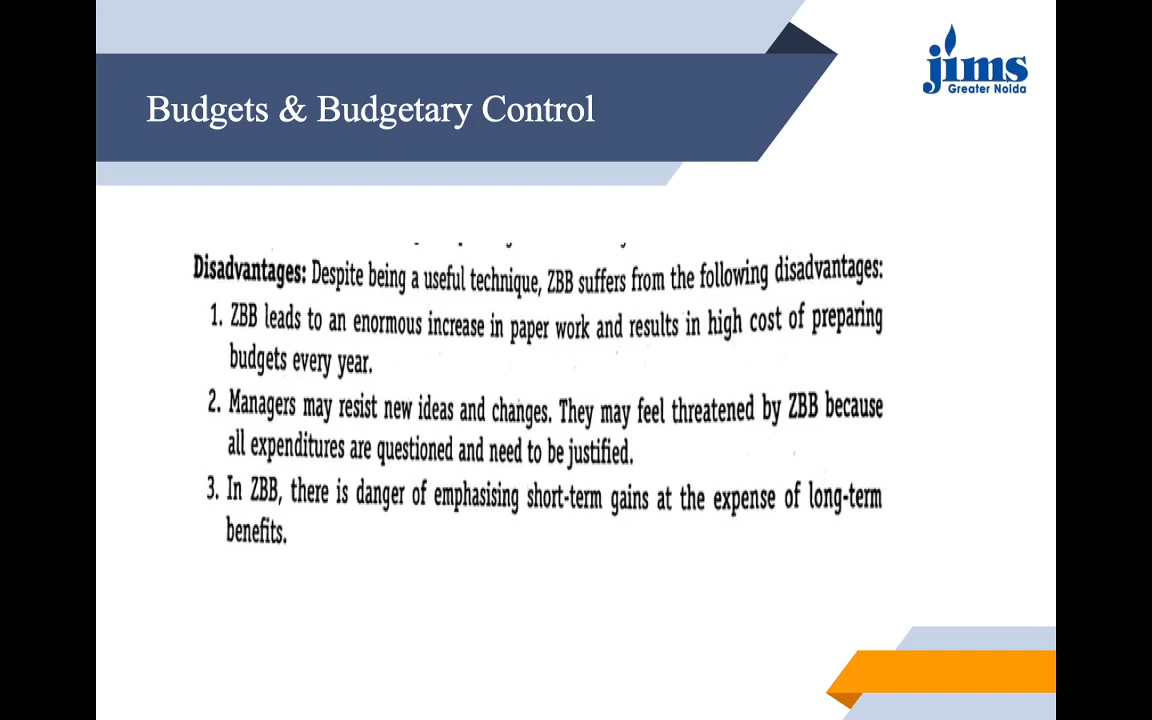 Budgets & Budgetary Control
jims
Greater Noida
Disadvantages: Despite being a useful technique, ZBB suffers from the following disadvantages:
1. ZBB leads to an enormous increase in paper work and results in high cost of preparing
budgets every year.
2. Managers may resist new ideas and changes. They may feel threatened by ZBB because
all expenditures are questioned and need to be justified.
3. In ZBB, there is danger of emphasising short-term gains at the expense of long-term
benefits.